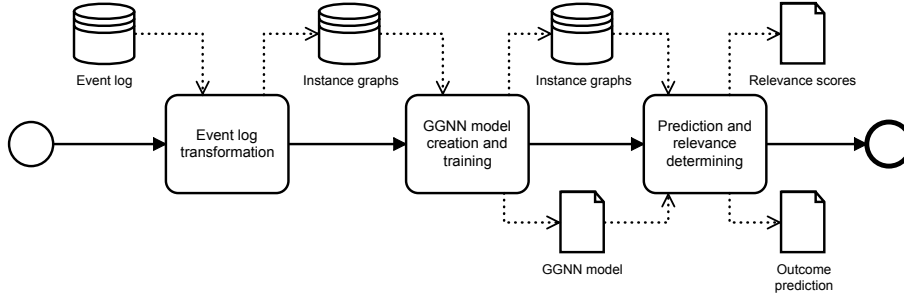 Event log
Instance graphs
Instance graphs
Relevance scores
Event log
transformation
GGNN model
creation and
training
Prediction and
relevance
determining
GGNN model
Outcome
prediction